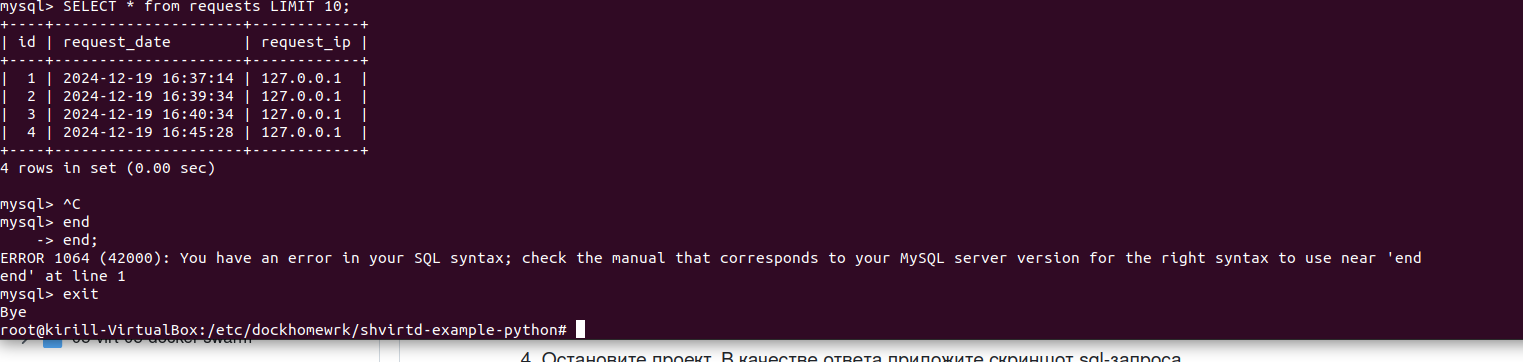 mysql> SELECT * from requests LIMIT 10;
+----+---------------------+------------+
| id | request_date        | request_ip |
+----+---------------------+------------+
|  1 | 2024-12-19 16:37:14 | 127.0.0.1  |
|  2 | 2024-12-19 16:39:34 | 127.0.0.1  |
|  3 | 2024-12-19 16:40:34 | 127.0.0.1  |
|  4 | 2024-12-19 16:45:28 | 127.0.0.1  |
+----+---------------------+------------+
4 rows in set (0.00 sec)
mysql> ^C
mysql> end
    -> end;
ERROR 1064 (42000): You have an error in your SQL syntax; check the manual that corresponds to your MySQL server version for the right syntax to use near 'end
end' at line 1
mysql> exit
Bye
root@kirill-VirtualBox:/etc/dockhomewrk/shvirtd-example-python#
4. Остановите проект. В качестве ответа приложите скриншот sql-запроса